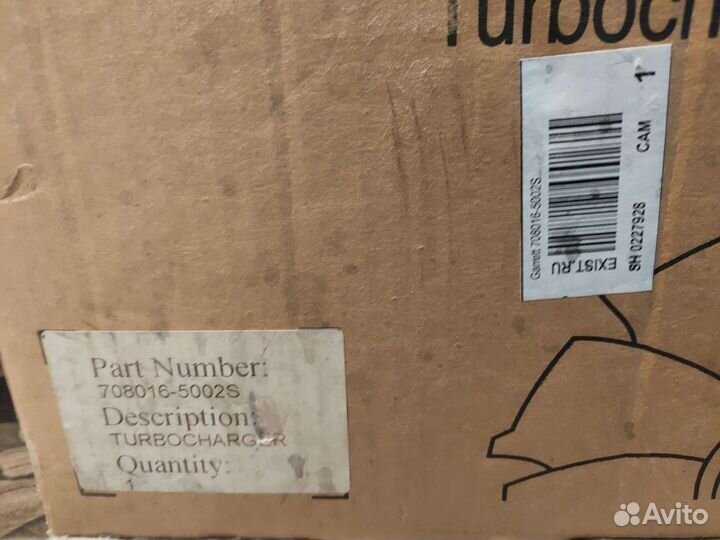 Turboch
Garrett 708016-5002S
EXIST.RU
SH 0227928 CAM 1
Part Number:
708016-5002S
Description:
TURBOCHARGER
Quantity:
1
Avito